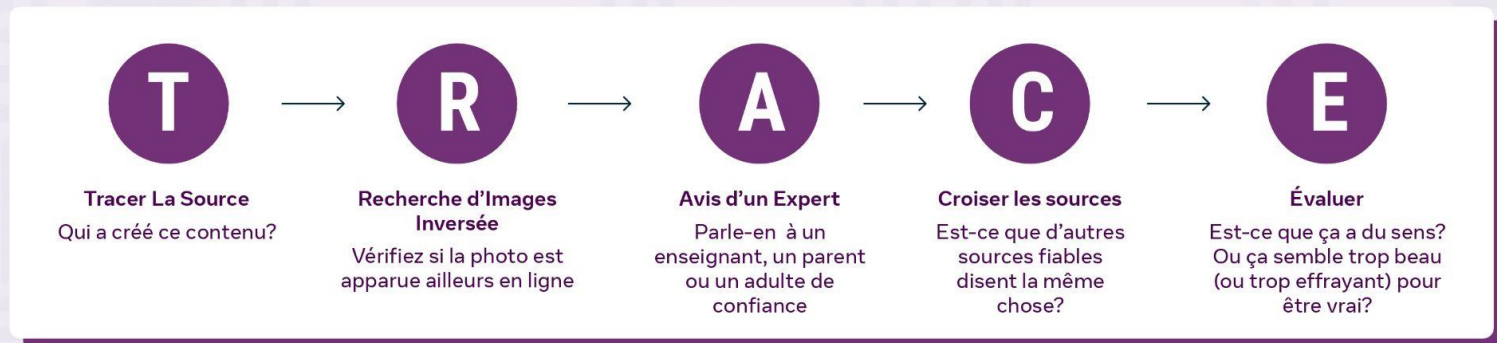 T
R
A
C
E
Tracer La Source
Qui a créé ce contenu?
Recherche d'Images
Inversée
Vérifiez si la photo est
apparue ailleurs en ligne
Avis d'un Expert
Parle-en à un
enseignant, un parent
ou un adulte de
confiance
Croiser les sources
Est-ce que d'autres
sources fiables
disent la même
chose?
Évaluer
Est-ce que ça a du sens?
Ou ça semble trop beau
(ou trop effrayant) pour
être vrai?